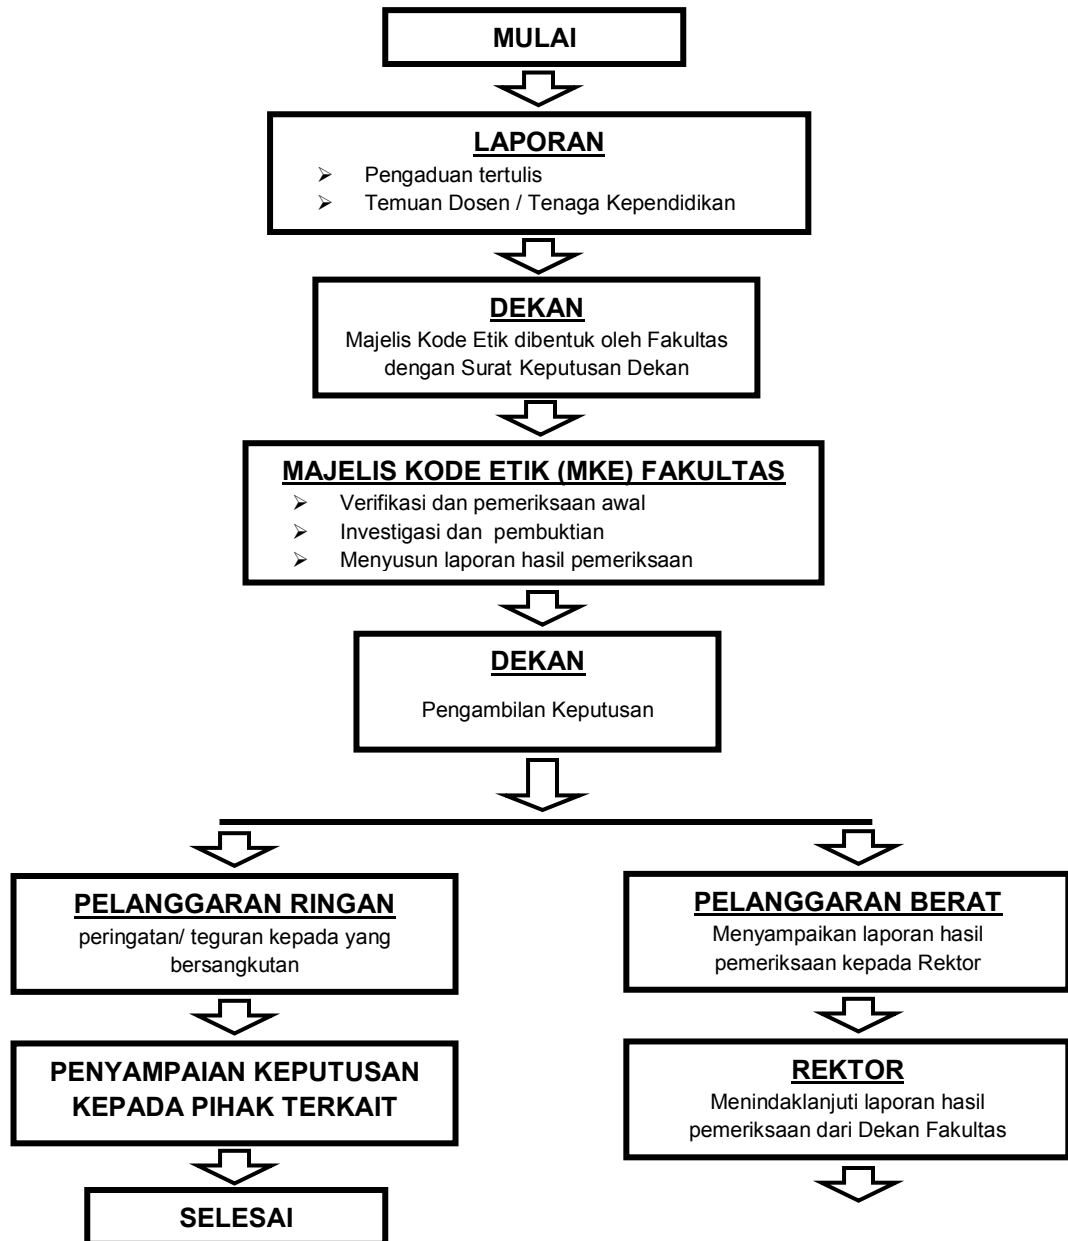 MULAI
LAPORAN
➢ Pengaduan tertulis
➢ Temuan Dosen / Tenaga Kependidikan
DEKAN
Majelis Kode Etik dibentuk oleh Fakultas
dengan Surat Keputusan Dekan
MAJELIS KODE ETIK (MKE) FAKULTAS
➢ Verifikasi dan pemeriksaan awal
➢ Investigasi dan pembuktian
➢ Menyusun laporan hasil pemeriksaan
DEKAN
Pengambilan Keputusan
PELANGGARAN RINGAN
peringatan/ teguran kepada yang
bersangkutan
PELANGGARAN BERAT
Menyampaikan laporan hasil
pemeriksaan kepada Rektor
PENYAMPAIAN KEPUTUSAN
KEPADA PIHAK TERKAIT
REKTOR
Menindaklanjuti laporan hasil
pemeriksaan dari Dekan Fakultas
SELESAI